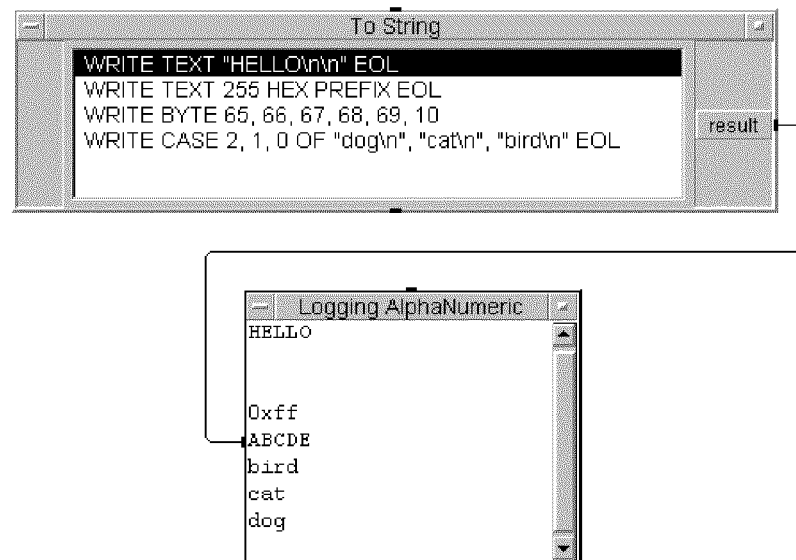 To String
WRITE TEXT "HELLO\n\n" EOL
WRITE TEXT 255 HEX PREFIX EOL
WRITE BYTE 65, 66, 67, 68, 69, 10
WRITE CASE 2, 1, 0 OF "dog\n", "cat\n", "bird\n" EOL
result
Logging AlphaNumeric
HELLO
0xff
ABCDE
bird
cat
dog